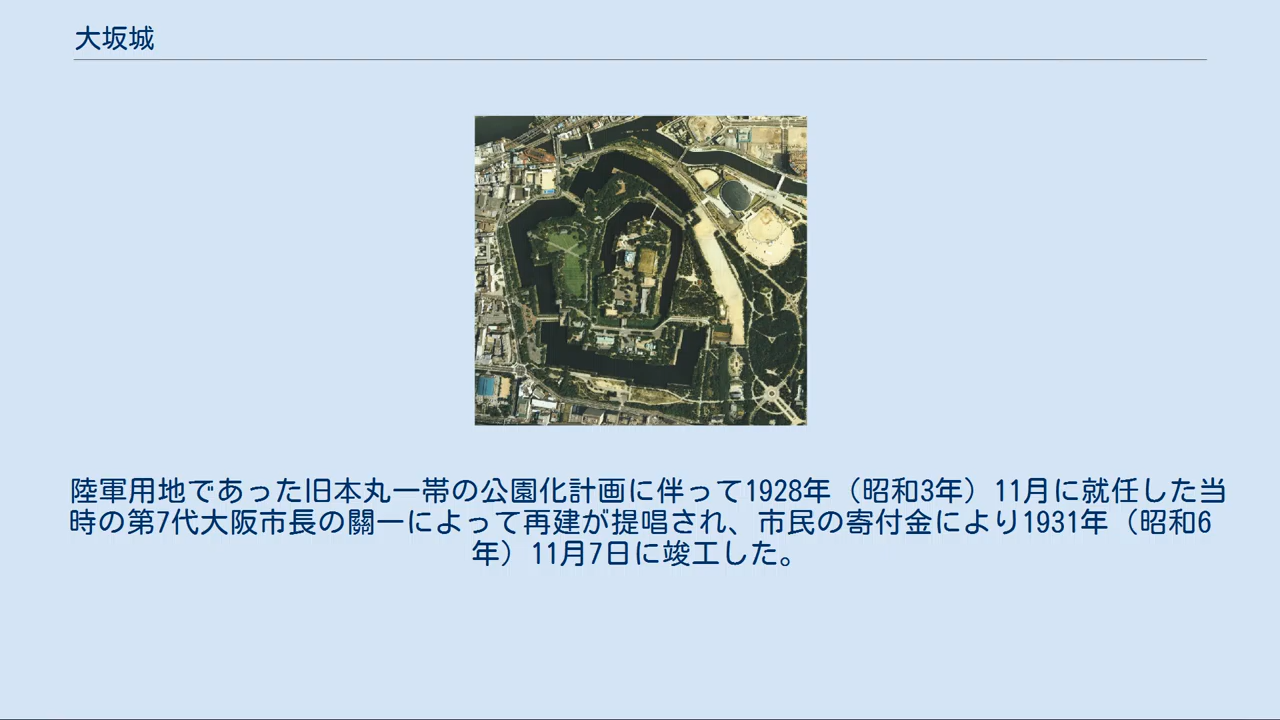 大坂城
陸軍用地であった旧本丸一帯の公園化計画に伴って1928年（昭和3年）11月に就任した当
時の第7代大阪市長の關一によって再建が提唱され、市民の寄付金により1931年（昭和6
年）11月7日に竣工した。